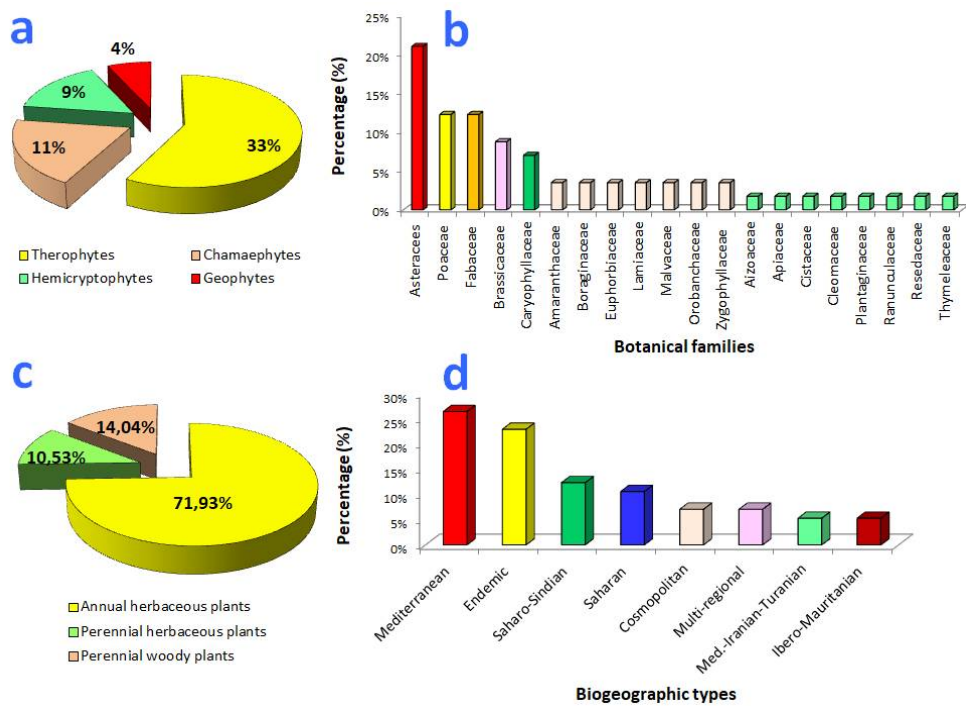 a
4%
9%
11%
33%
Therophytes
Chamaephytes
Hemicryptophytes
Geophytes
b
Percentage (%)
25%
20%
15%
10%
5%
0%
Asteracees
Poaceae
Fabaceae
Brassicaceae
Caryophyllaceae
Amaranthaceae
Boraginaceae
Euphorbiaceae
Lamiaceae
Malvaceae
Orobanchaceae
Zygophyllaceae
Aizoaceae
Apiaceae
Cistaceae
Cleomaceae
Plantaginaceae
Ranunculaceae
Resedaceae
Thymeleaceae
Botanical families
c
14,04%
10,53%
71,93%
Annual herbaceous plants
Perennial herbaceous plants
Perennial woody plants
d
Percentage (%)
30%
25%
20%
15%
10%
5%
0%
Mediterranean
Endemic
Saharo-Sindian
Saharan
Cosmopolitan
Multi-regional
Med.-Iranian-Turanian
Ibero-Mauritanian
Biogeographic types